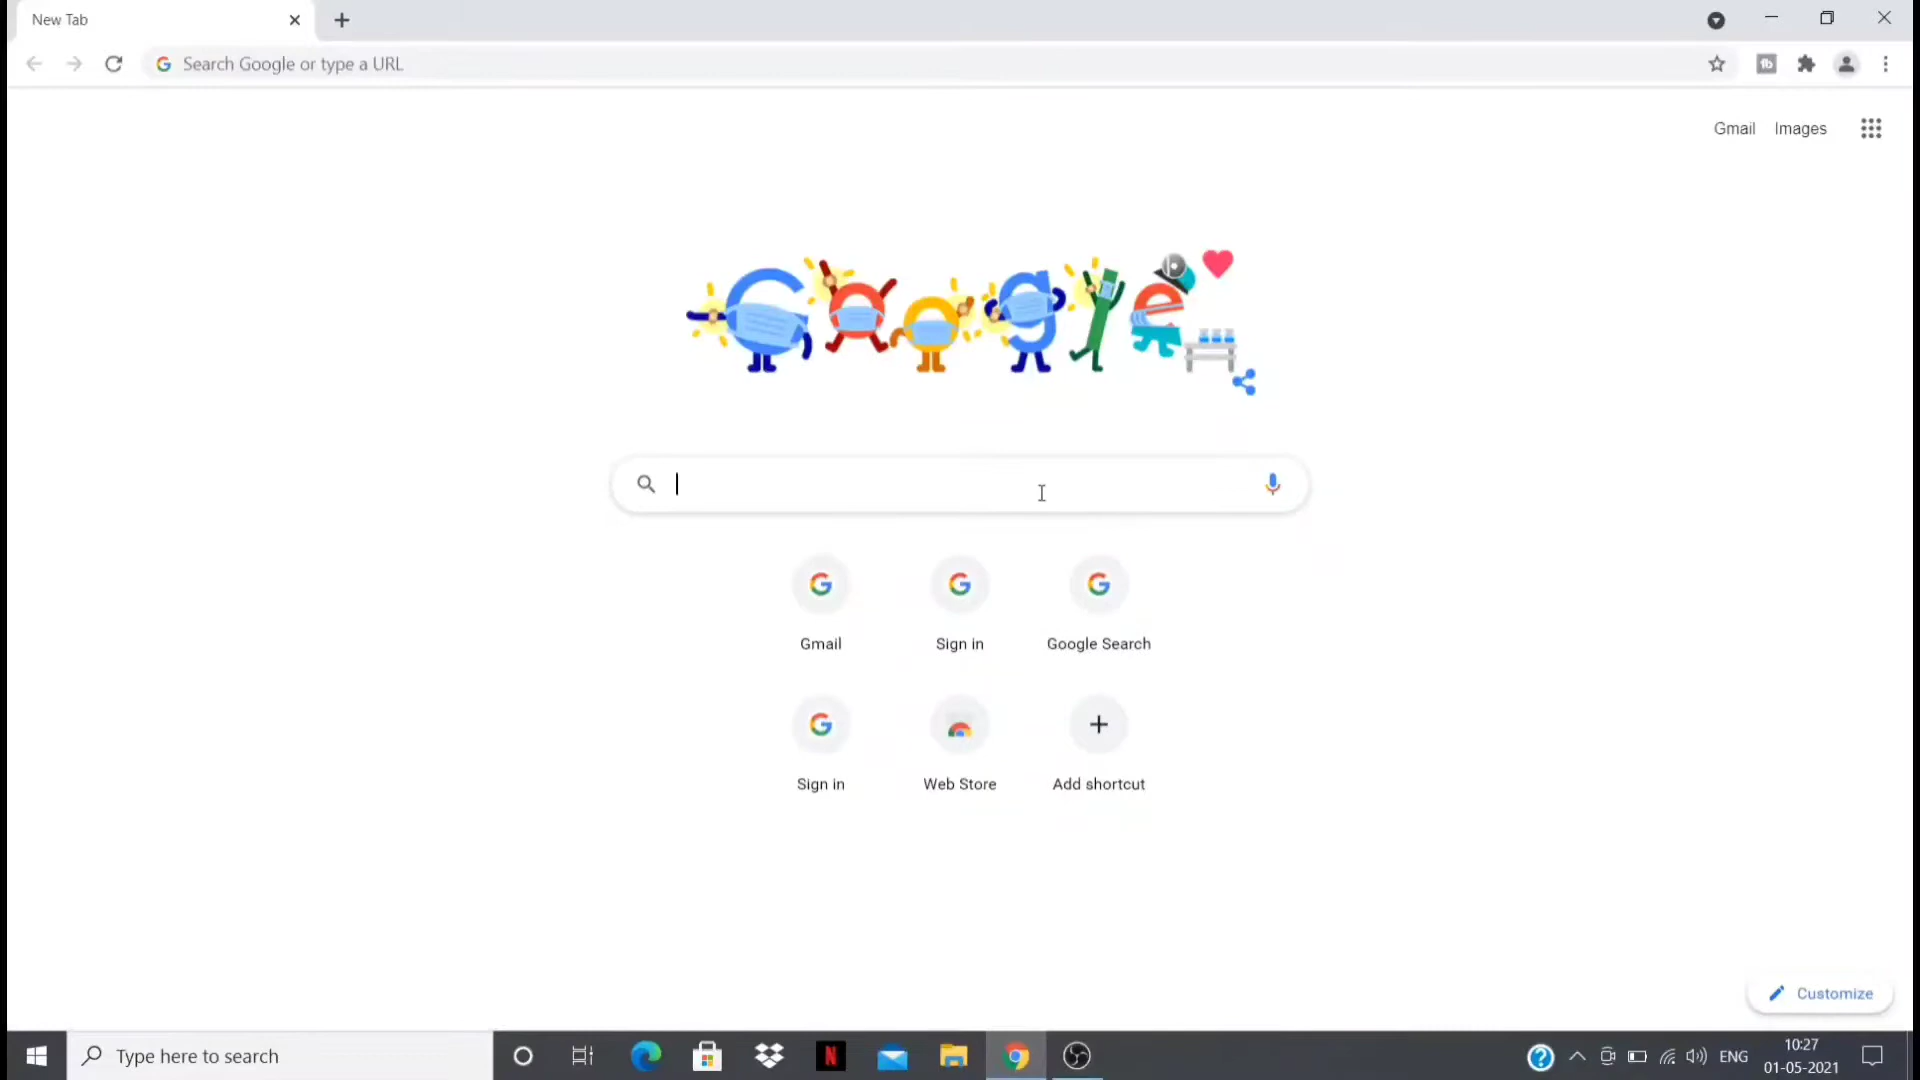 New Tab
Search Google or type a URL
Gmail Images
Google
Gmail
Sign in
Google Search
Sign in
Web Store
Add shortcut
Customize
Type here to search
ENG
10:27
01-05-2021